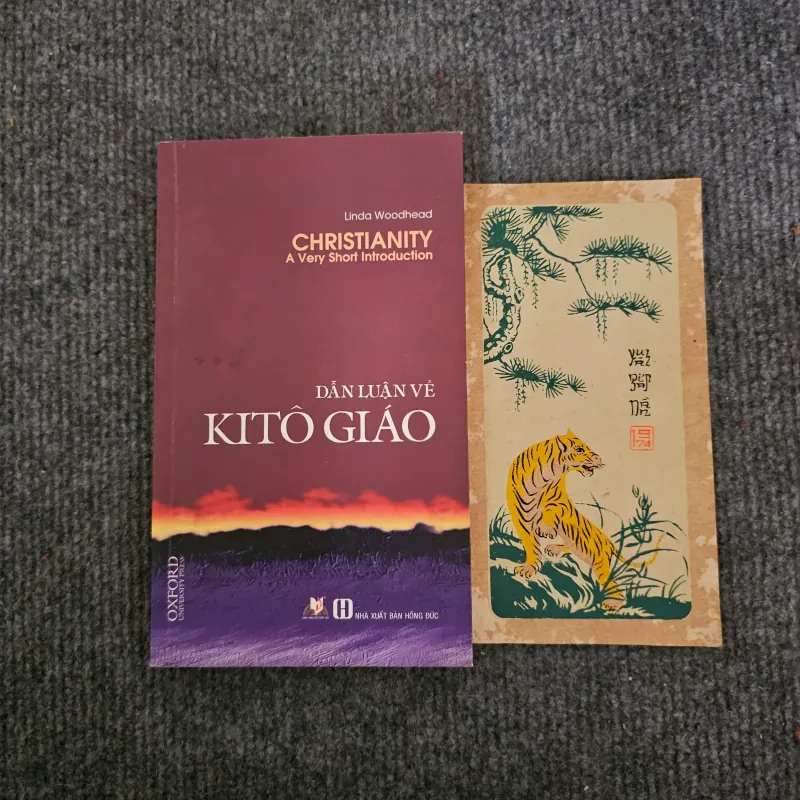 Linda Woodhead
CHRISTIANITY
A Very Short Introduction
DẪN LUẬN VỀ
KITÔ GIÁO
OXFORD
UNIVERSITY PRESS
NHÀ XUẤT BẢN HỒNG ĐỨC